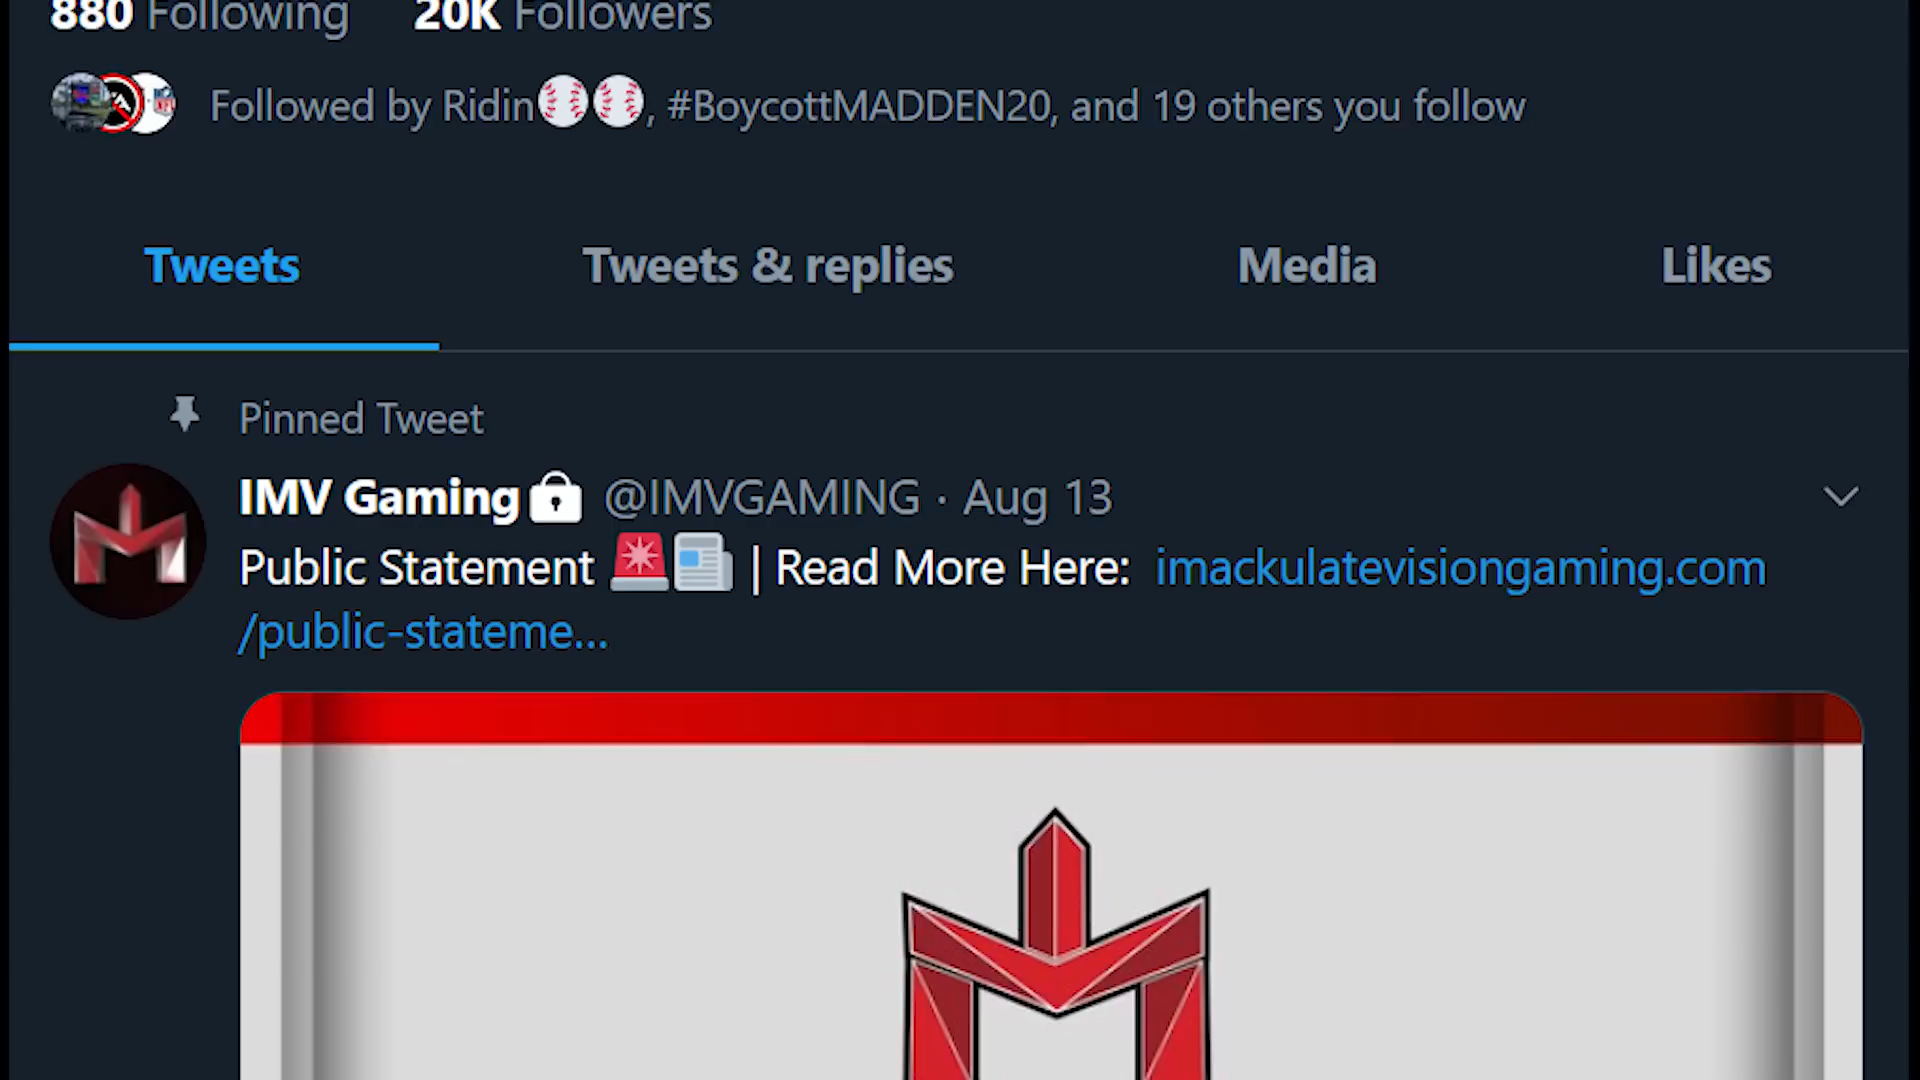 880 Following 20K Followers
Followed by Ridin⚾⚾, #BoycottMADDEN20, and 19 others you follow
Tweets Tweets & replies Media Likes
Pinned Tweet
IMV Gaming🔒 @IMVGAMING · Aug 13
Public Statement 🚨📰 | Read More Here: imackulatevisiongaming.com
/public-stateme...